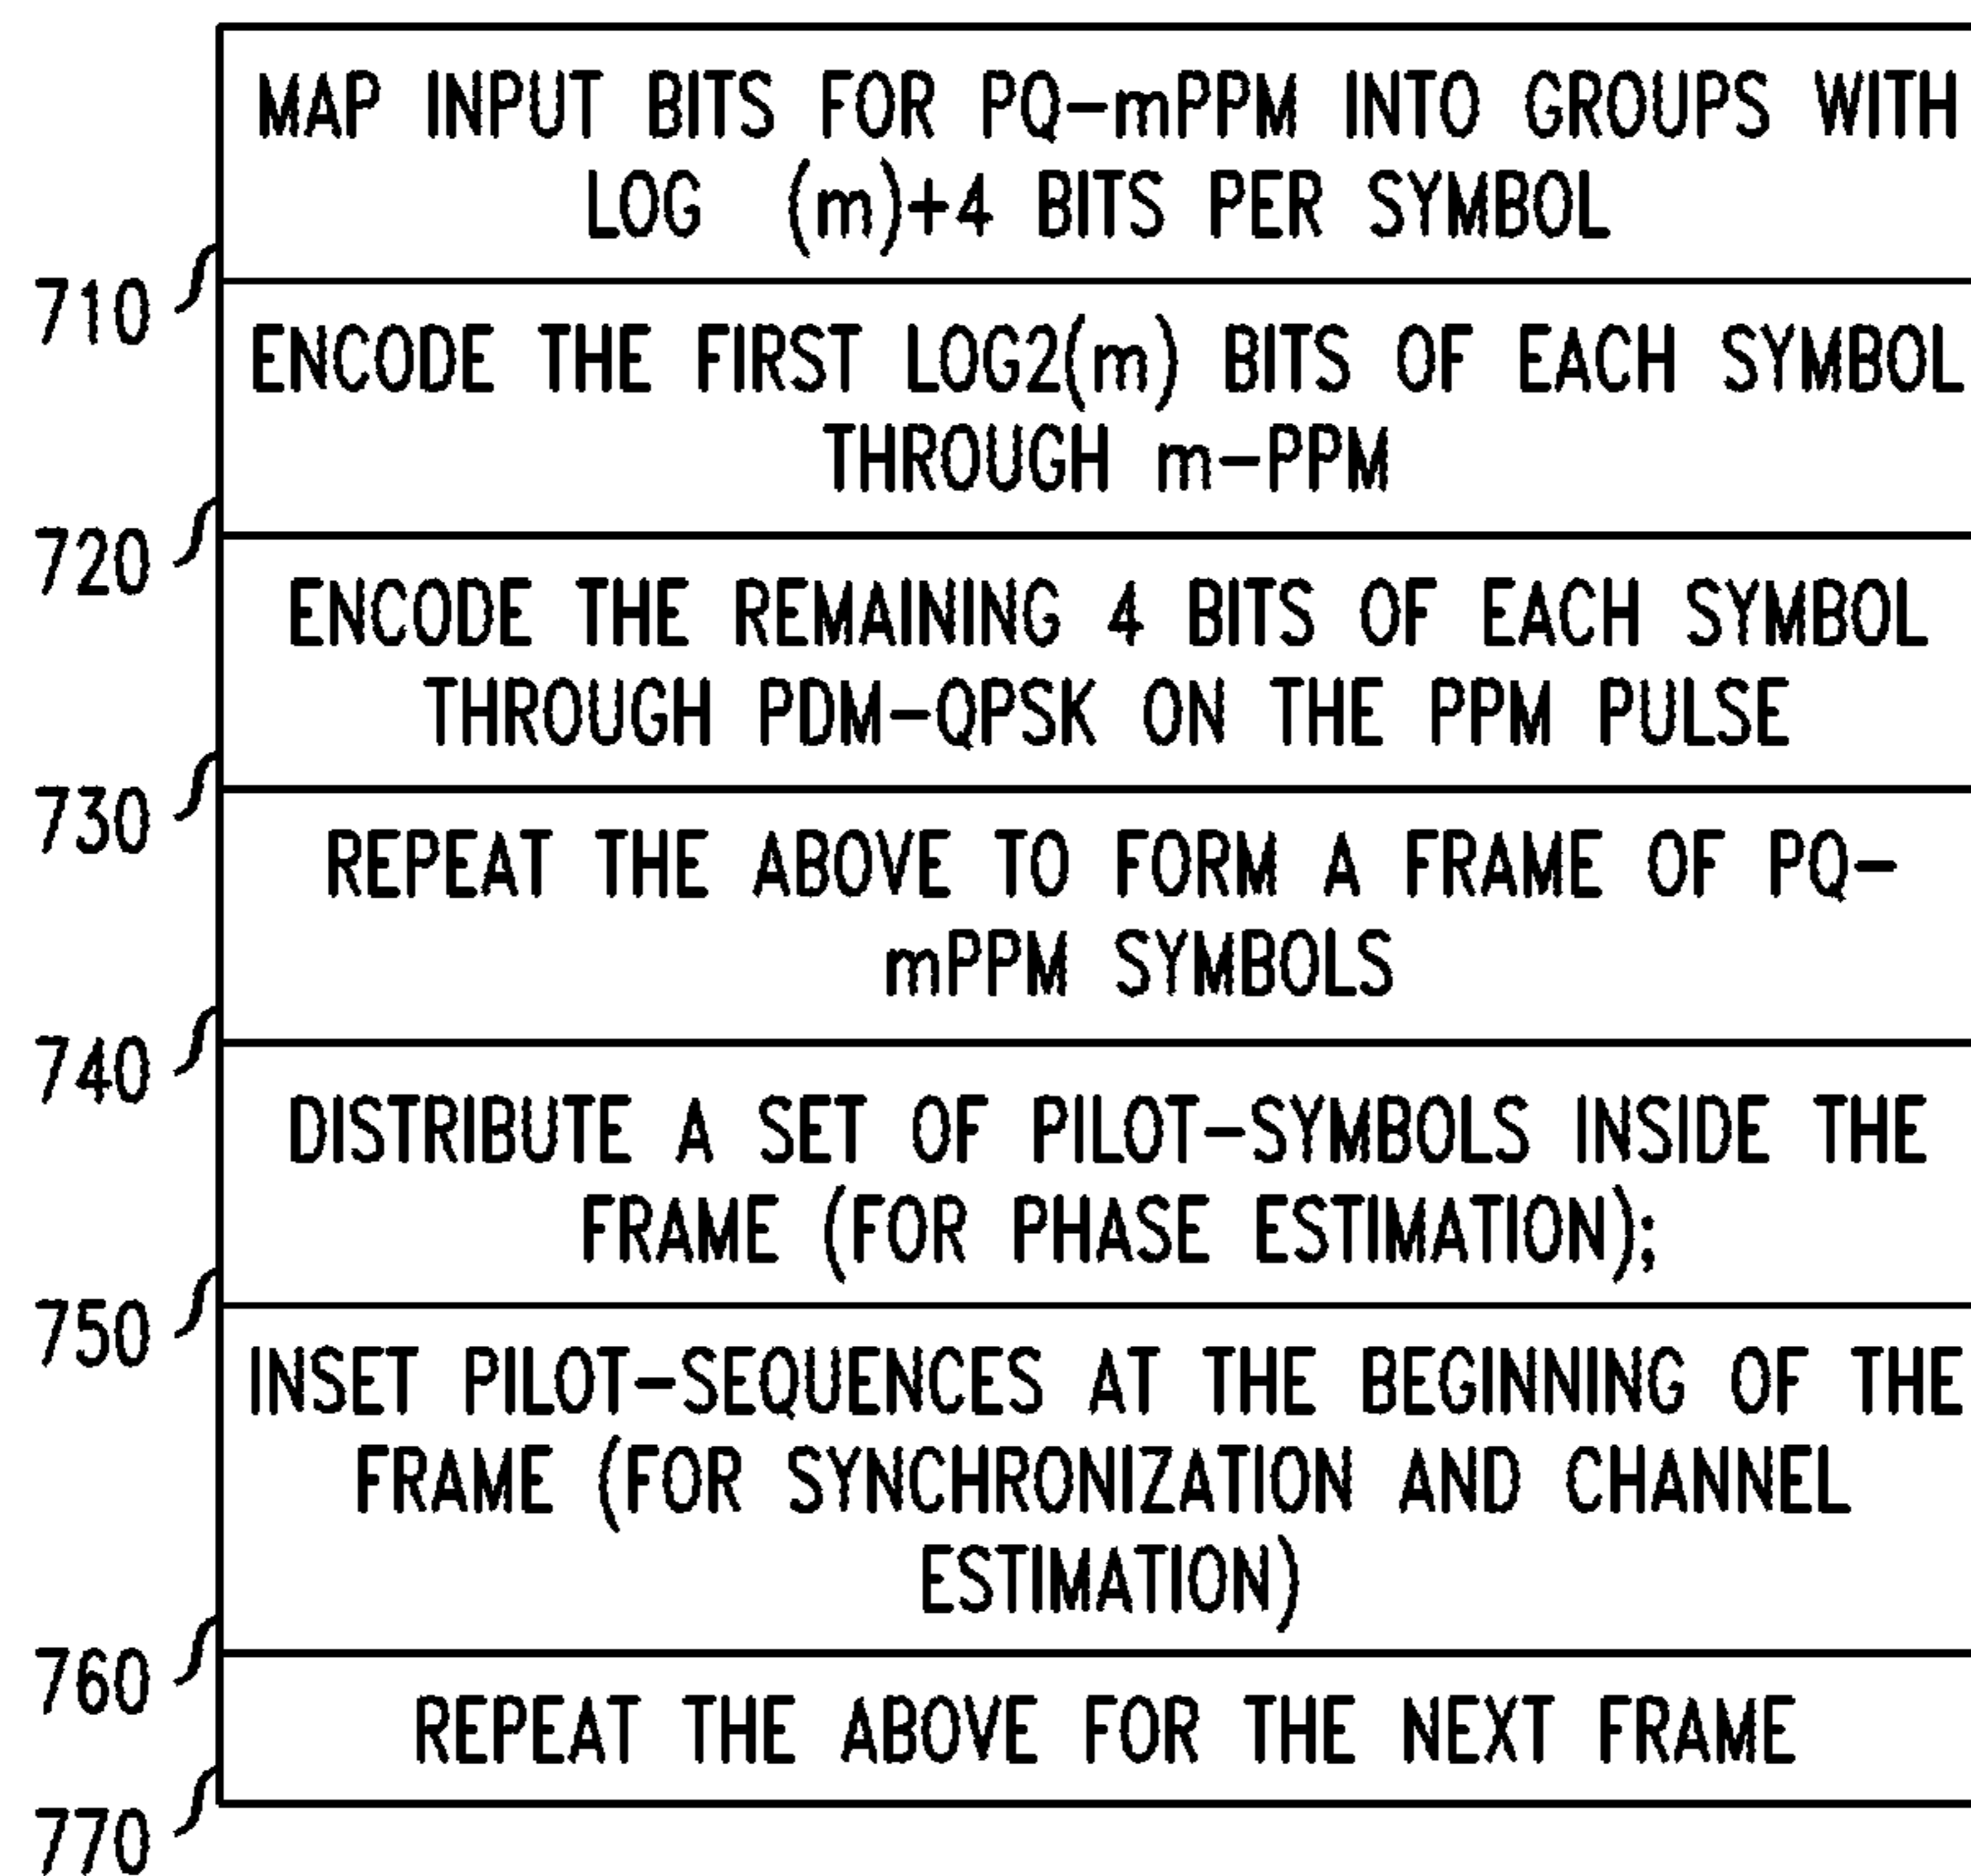 MAP INPUT BITS FOR PQ-mPPM INTO GROUPS WITH
LOG (m)+4 BITS PER SYMBOL
710
ENCODE THE FIRST LOG2(m) BITS OF EACH SYMBOL
THROUGH m-PPM
720
ENCODE THE REMAINING 4 BITS OF EACH SYMBOL
THROUGH PDM-QPSK ON THE PPM PULSE
730
REPEAT THE ABOVE TO FORM A FRAME OF PQ-
mPPM SYMBOLS
740
DISTRIBUTE A SET OF PILOT-SYMBOLS INSIDE THE
FRAME (FOR PHASE ESTIMATION);
750
INSET PILOT-SEQUENCES AT THE BEGINNING OF THE
FRAME (FOR SYNCHRONIZATION AND CHANNEL
ESTIMATION)
760
REPEAT THE ABOVE FOR THE NEXT FRAME
770